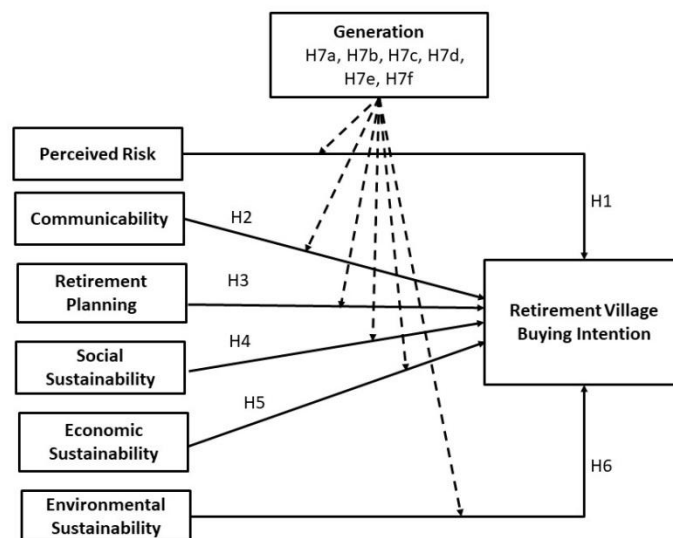 Generation
H7a, H7b, H7c, H7d,
H7e, H7f
Perceived Risk
H1
Communicability
H2
Retirement
Planning
H3
Retirement Village
Buying Intention
Social
Sustainability
H4
Economic
Sustainability
H5
Environmental
Sustainability
H6